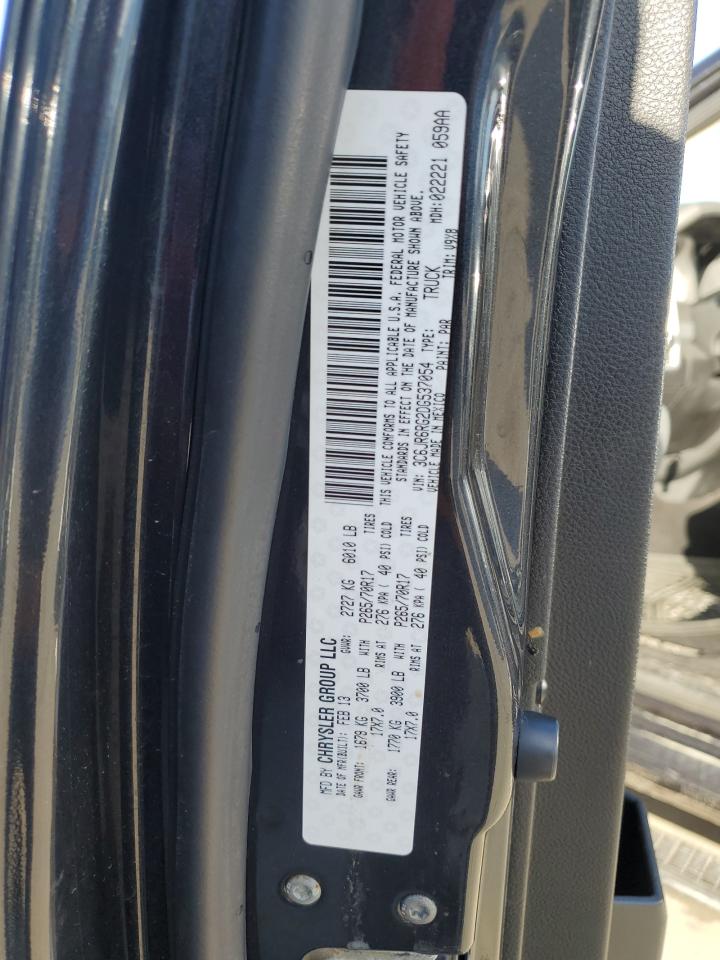 MFD BY CHRYSLER GROUP LLC
DATE OF MFR(BUILT): FEB 13 GVWR: 2727 KG 6010 LB
GAWR FRONT: 1679 KG 3700 LB WITH P265/70R17 TIRES
17X7.0 RIMS AT 276 KPA ( 40 PSI) COLD
GAWR REAR: 1770 KG 3900 LB WITH P265/70R17 TIRES
17X7.0 RIMS AT 276 KPA ( 40 PSI) COLD
THIS VEHICLE CONFORMS TO ALL APPLICABLE U.S.A. FEDERAL MOTOR VEHICLE SAFETY
STANDARDS IN EFFECT ON THE DATE OF MANUFACTURE SHOWN ABOVE.
VIN: 3C6JR6RG2DG537054 TYPE: TRUCK MDH:022221 059AA
VEHICLE MADE IN MEXICO PAINT: PAR TRIM: V9X8